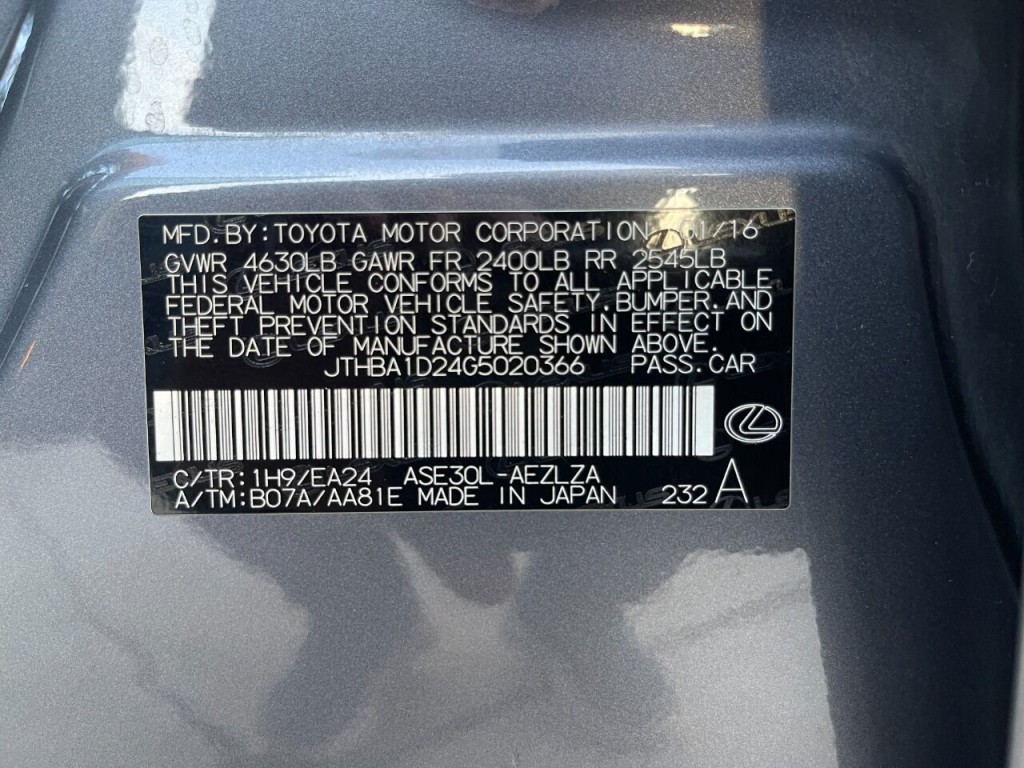 MFD.BY:TOYOTA MOTOR CORPORATION 01/16
GVWR 4630LB GAWR FR 2400LB RR 2545LB
THIS VEHICLE CONFORMS TO ALL APPLICABLE
FEDERAL MOTOR VEHICLE SAFETY.BUMPER.AND
THEFT PREVENTION STANDARDS IN EFFECT ON
THE DATE OF MANUFACTURE SHOWN ABOVE.
JTHBA1D24G5020366 PASS.CAR
C/TR:1H9/EA24 ASE30L-AEZLZA
A/TM:B07A/AA81E MADE IN JAPAN 232 A